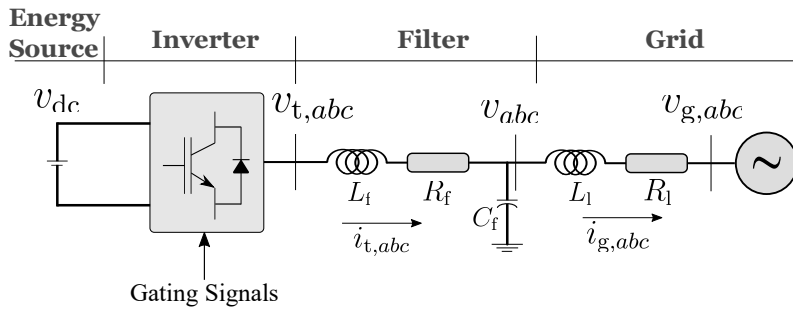 Energy
Source
Inverter
Filter
Grid
v_dc
v_t,abc
v_abc
v_g,abc
L_f
R_f
C_f
L_l
R_l
i_t,abc
i_g,abc
~
Gating Signals